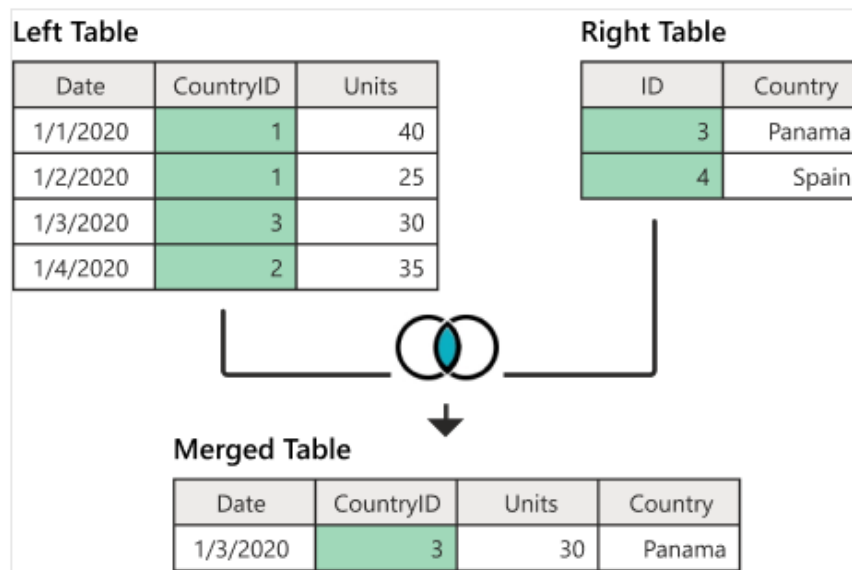 Left Table
Date CountryID Units
1/1/2020 1 40
1/2/2020 1 25
1/3/2020 3 30
1/4/2020 2 35
Right Table
ID Country
3 Panama
4 Spain
Merged Table
Date CountryID Units Country
1/3/2020 3 30 Panama